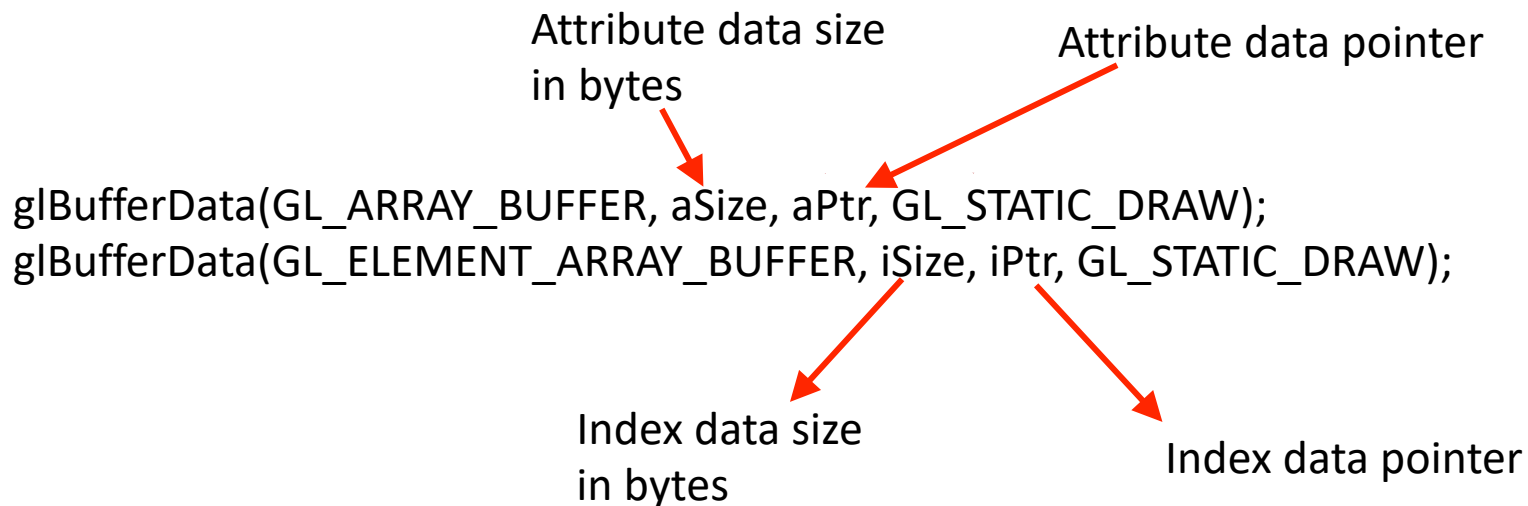 Attribute data size
in bytes
Attribute data pointer
glBufferData(GL_ARRAY_BUFFER, aSize, aPtr, GL_STATIC_DRAW);
glBufferData(GL_ELEMENT_ARRAY_BUFFER, iSize, iPtr, GL_STATIC_DRAW);
Index data size
in bytes
Index data pointer